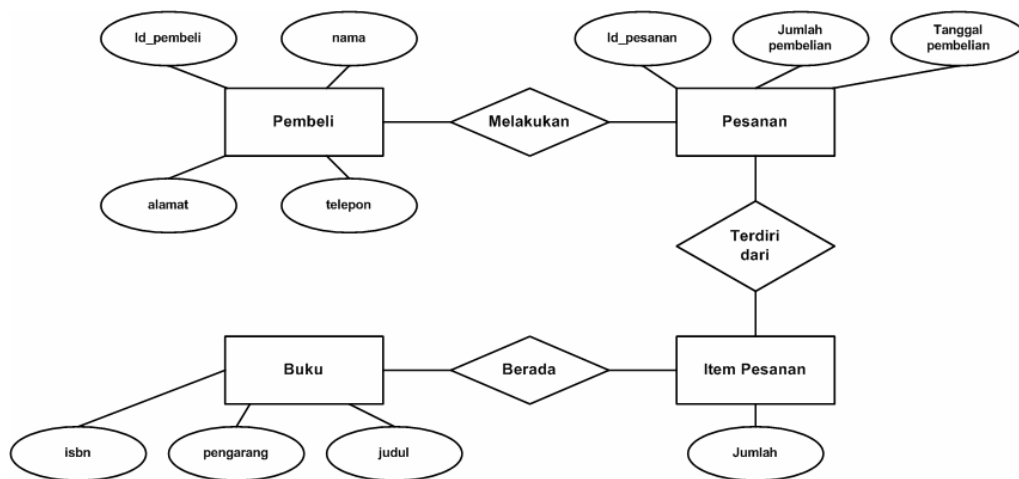 Id_pembeli
nama
Id_pesanan
Jumlah
pembelian
Tanggal
pembelian
Pembeli
Melakukan
Pesanan
alamat
telepon
Terdiri
dari
Buku
Berada
Item Pesanan
isbn
pengarang
judul
Jumlah